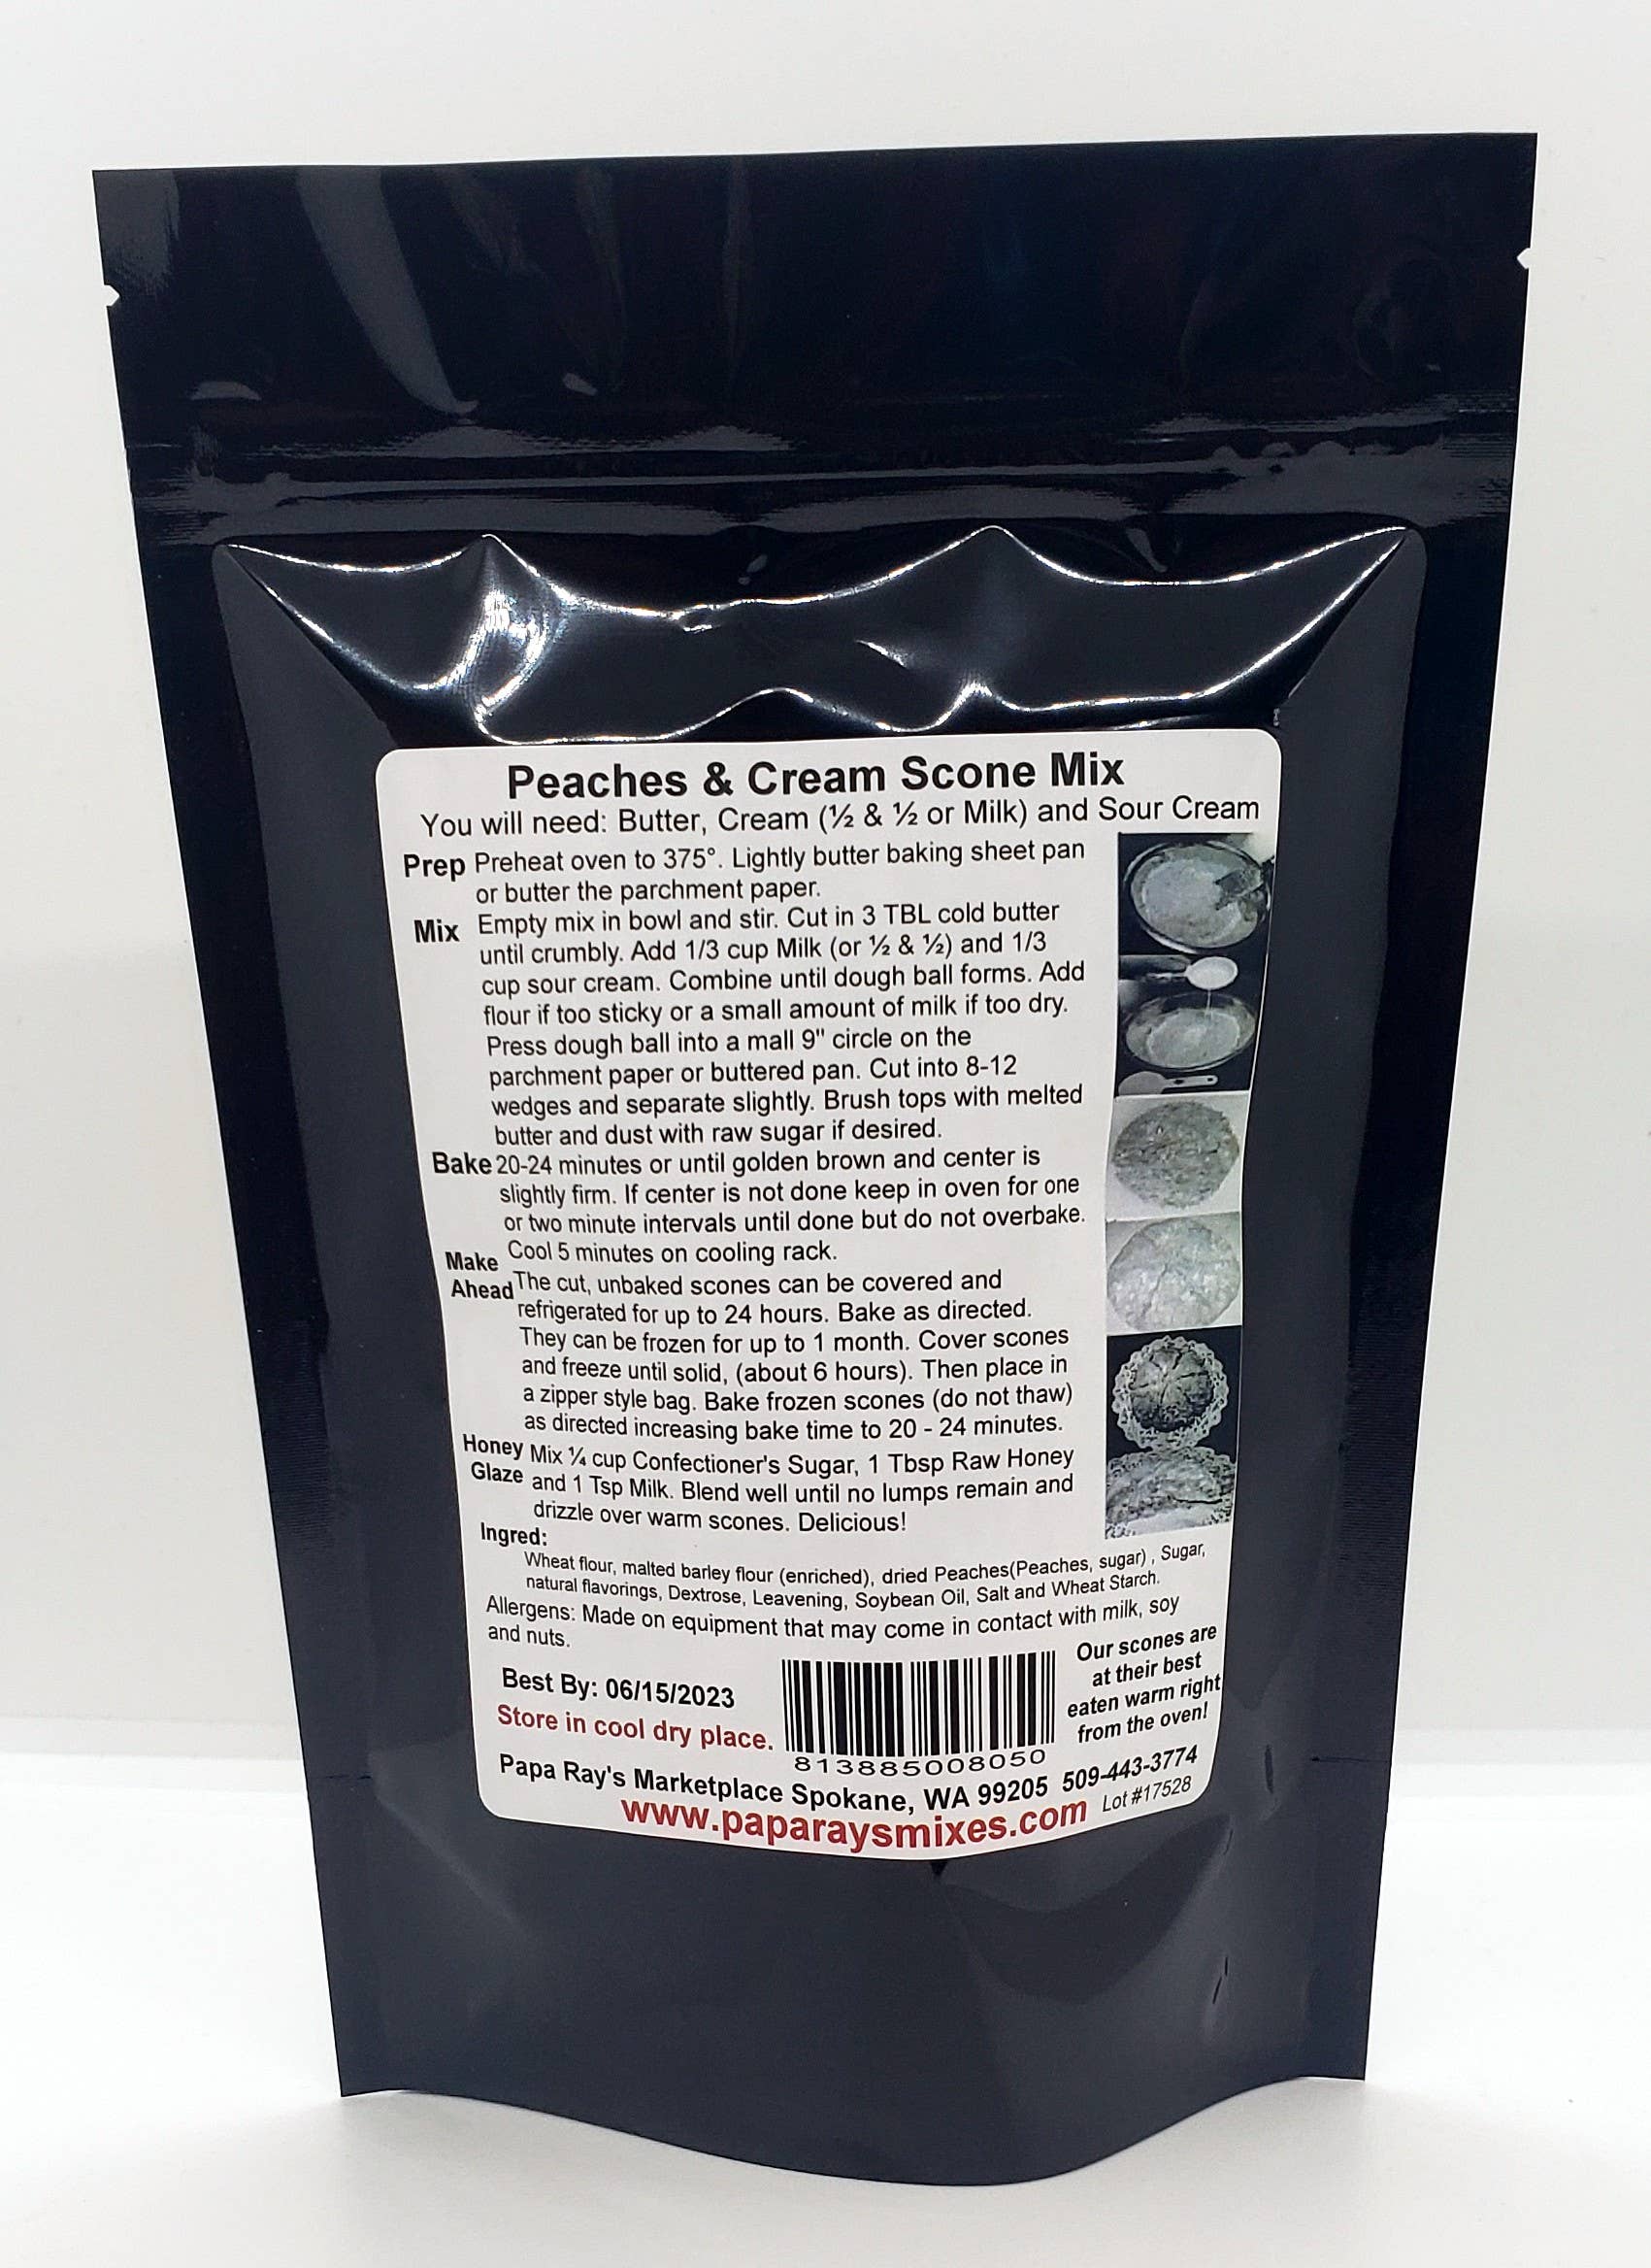 Peaches & Cream Scone Mix
You will need: Butter, Cream (½ & ½ or Milk) and Sour Cream
Prep Preheat oven to 375°. Lightly butter baking sheet pan
or butter the parchment paper.
Mix Empty mix in bowl and stir. Cut in 3 TBL cold butter
until crumbly. Add 1/3 cup Milk (or ½ & ½) and 1/3
cup sour cream. Combine until dough ball forms. Add
flour if too sticky or a small amount of milk if too dry.
Press dough ball into a mall 9" circle on the
parchment paper or buttered pan. Cut into 8-12
wedges and separate slightly. Brush tops with melted
butter and dust with raw sugar if desired.
Bake 20-24 minutes or until golden brown and center is
slightly firm. If center is not done keep in oven for one
or two minute intervals until done but do not overbake.
Cool 5 minutes on cooling rack.
Make
Ahead The cut, unbaked scones can be covered and
refrigerated for up to 24 hours. Bake as directed.
They can be frozen for up to 1 month. Cover scones
and freeze until solid, (about 6 hours). Then place in
a zipper style bag. Bake frozen scones (do not thaw)
as directed increasing bake time to 20 - 24 minutes.
Honey Mix ¼ cup Confectioner's Sugar, 1 Tbsp Raw Honey
Glaze and 1 Tsp Milk. Blend well until no lumps remain and
drizzle over warm scones. Delicious!
Ingred:
Wheat flour, malted barley flour (enriched), dried Peaches(Peaches, sugar) , Sugar,
natural flavorings, Dextrose, Leavening, Soybean Oil, Salt and Wheat Starch.
Allergens: Made on equipment that may come in contact with milk, soy
and nuts.
Best By: 06/15/2023
Store in cool dry place.
813885008050
Our scones are
at their best
eaten warm right
from the oven!
Papa Ray's Marketplace Spokane, WA 99205 509-443-3774
www.paparaysmixes.com Lot #17528